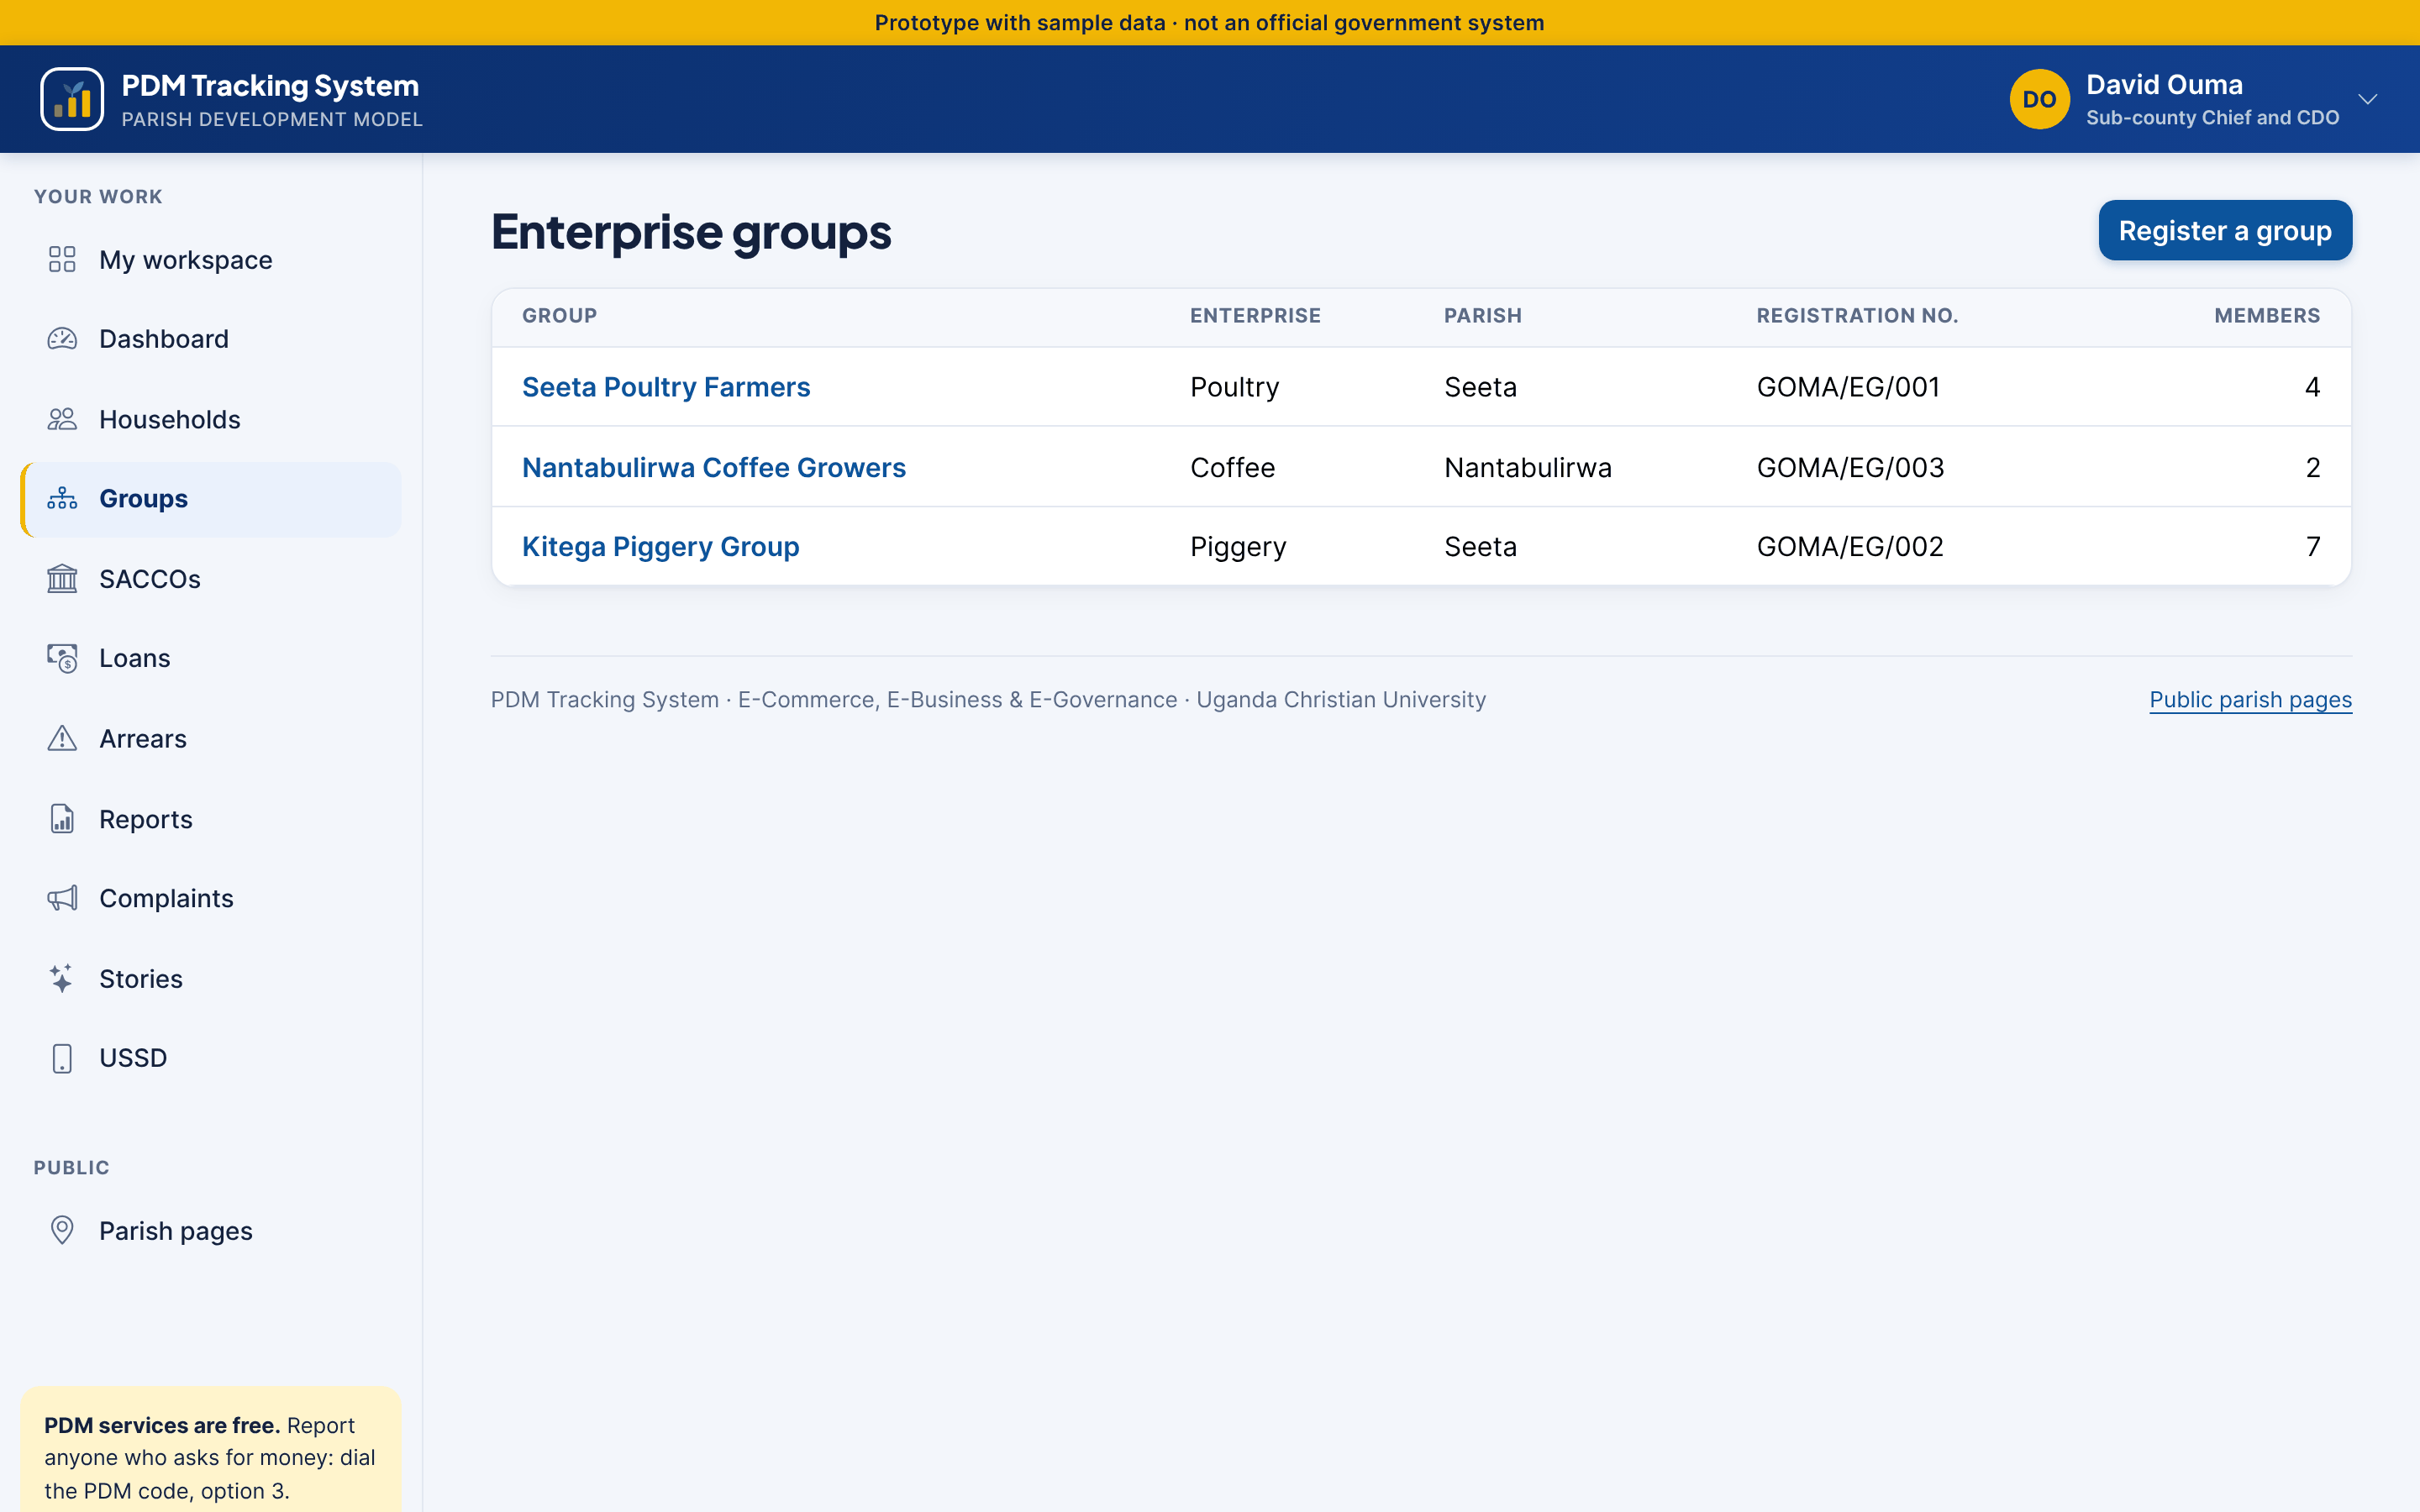 Prototype with sample data · not an official government system
PDM Tracking System
PARISH DEVELOPMENT MODEL
DO
David Ouma
Sub-county Chief and CDO
YOUR WORK
My workspace
Dashboard
Households
Groups
SACCOs
Loans
Arrears
Reports
Complaints
Stories
USSD
PUBLIC
Parish pages
PDM services are free. Report
anyone who asks for money: dial
the PDM code, option 3.
Enterprise groups
Register a group
GROUP ENTERPRISE PARISH REGISTRATION NO. MEMBERS
Seeta Poultry Farmers Poultry Seeta GOMA/EG/001 4
Nantabulirwa Coffee Growers Coffee Nantabulirwa GOMA/EG/003 2
Kitega Piggery Group Piggery Seeta GOMA/EG/002 7
PDM Tracking System · E-Commerce, E-Business & E-Governance · Uganda Christian University
Public parish pages